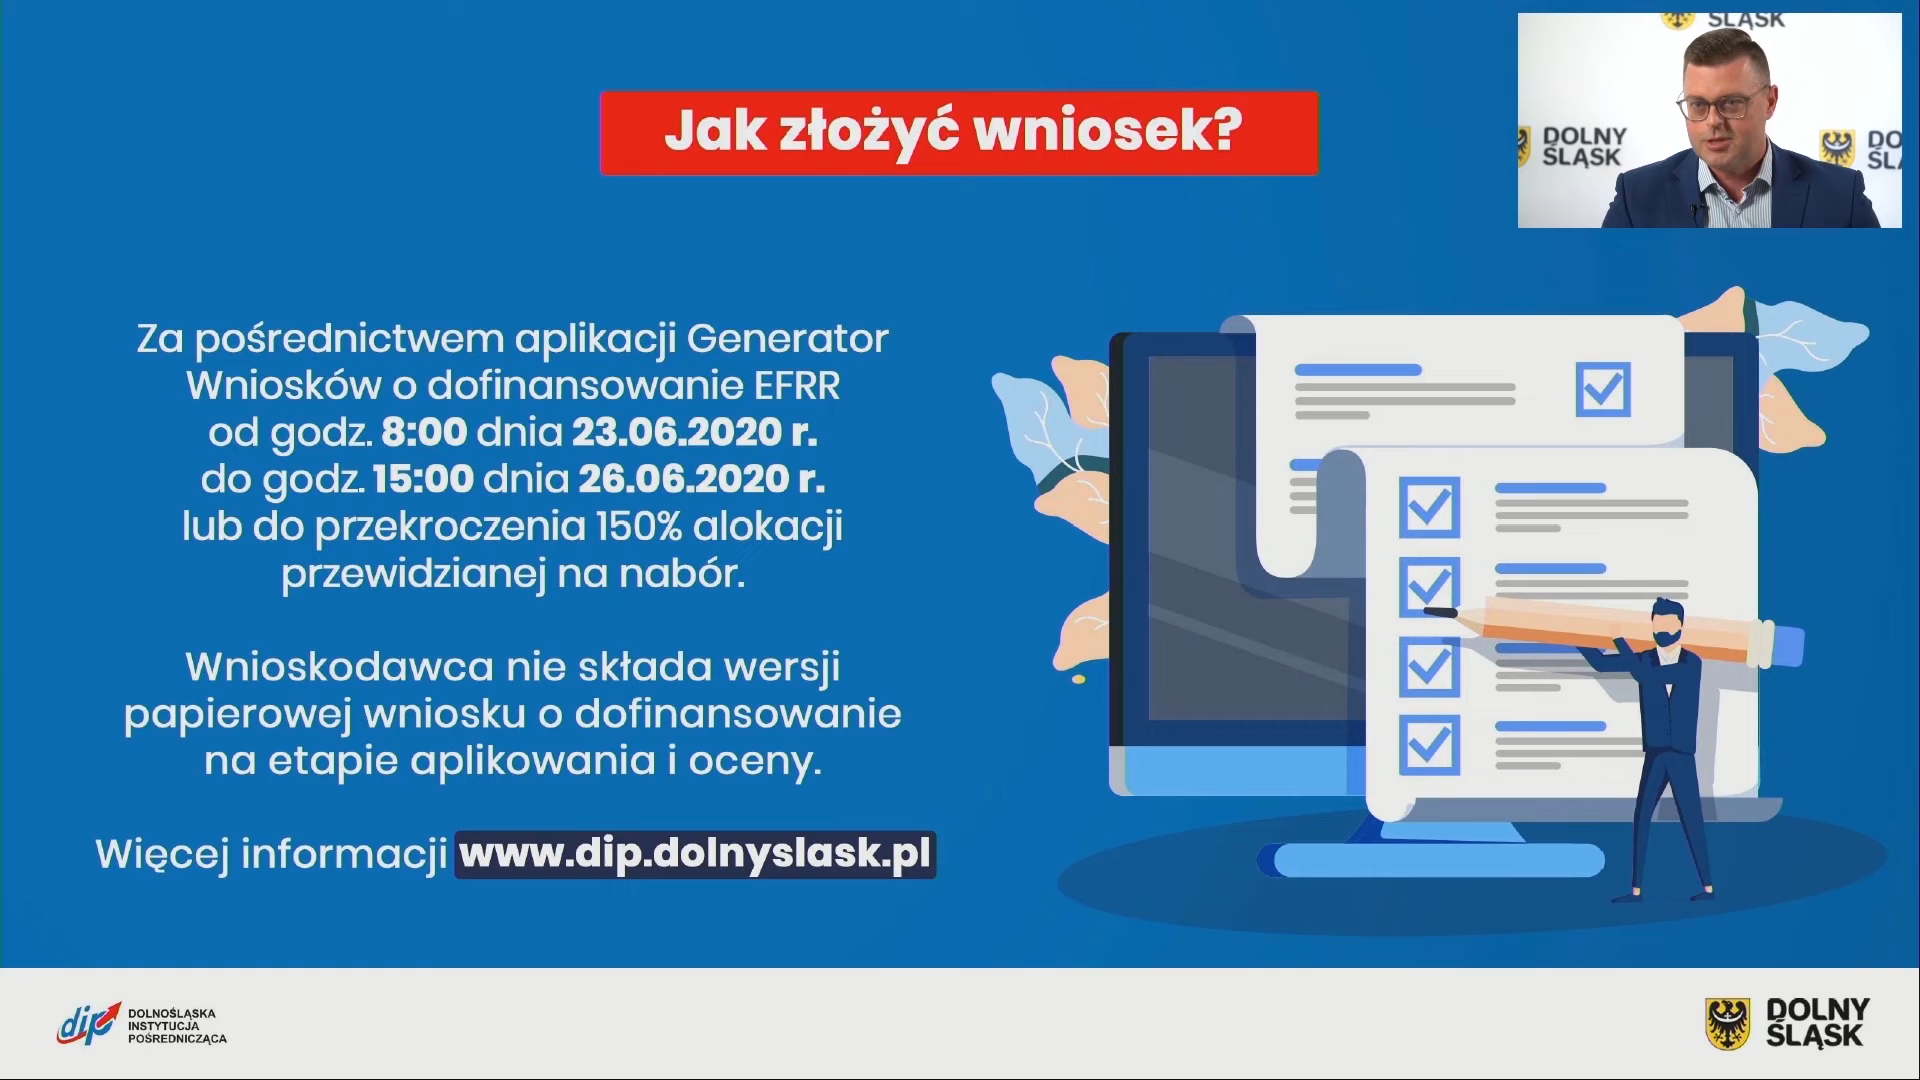 Jak złożyć wniosek?
ŚLĄSK
DOLNY
ŚLĄSK
Za pośrednictwem aplikacji Generator
Wniosków o dofinansowanie EFRR
od godz. 8:00 dnia 23.06.2020 r.
do godz. 15:00 dnia 26.06.2020 r.
lub do przekroczenia 150% alokacji
przewidzianej na nabór.
Wnioskodawca nie składa wersji
papierowej wniosku o dofinansowanie
na etapie aplikowania i oceny.
Więcej informacji www.dip.dolnyslask.pl
dip
DOLNOŚLĄSKA
INSTYTUCJA
POŚREDNICZĄCA
DOLNY
ŚLĄSK